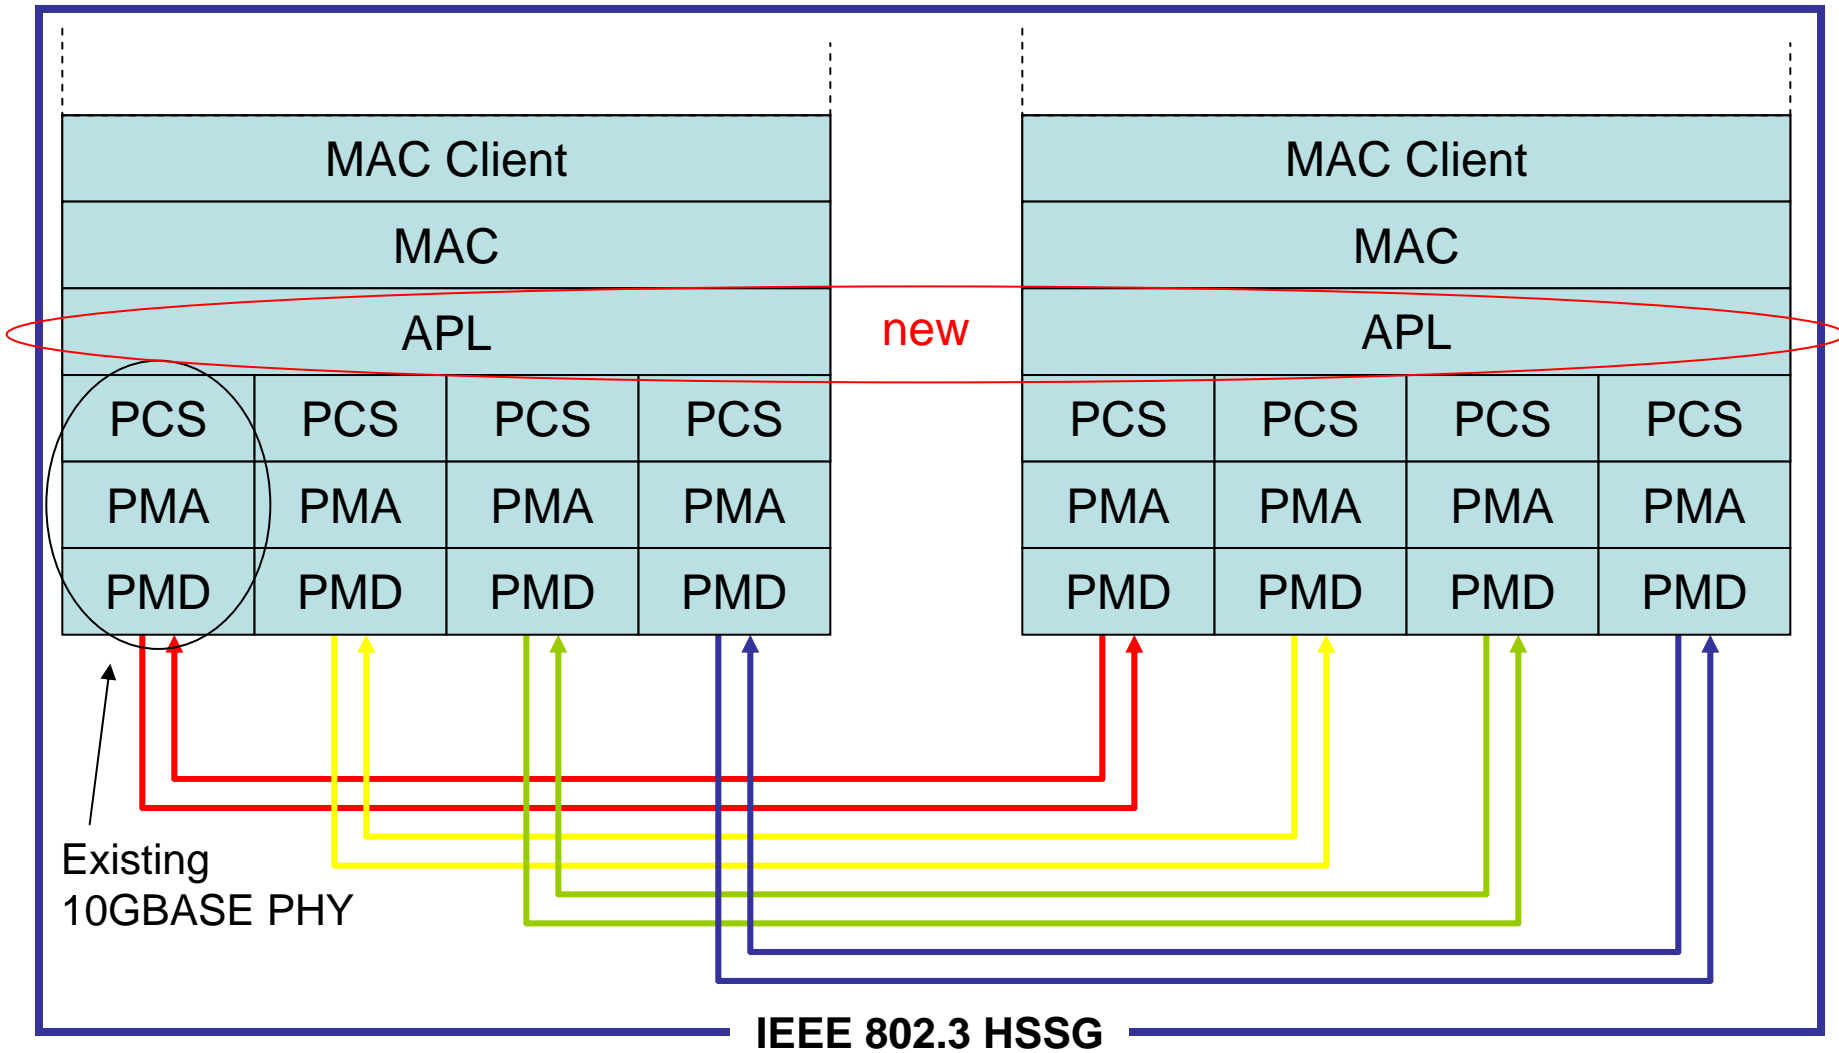 MAC Client MAC Client
MAC MAC
APL new APL
PCS PCS PCS PCS PCS PCS PCS PCS
PMA PMA PMA PMA PMA PMA PMA PMA
PMD PMD PMD PMD PMD PMD PMD PMD
Existing
10GBASE PHY
IEEE 802.3 HSSG